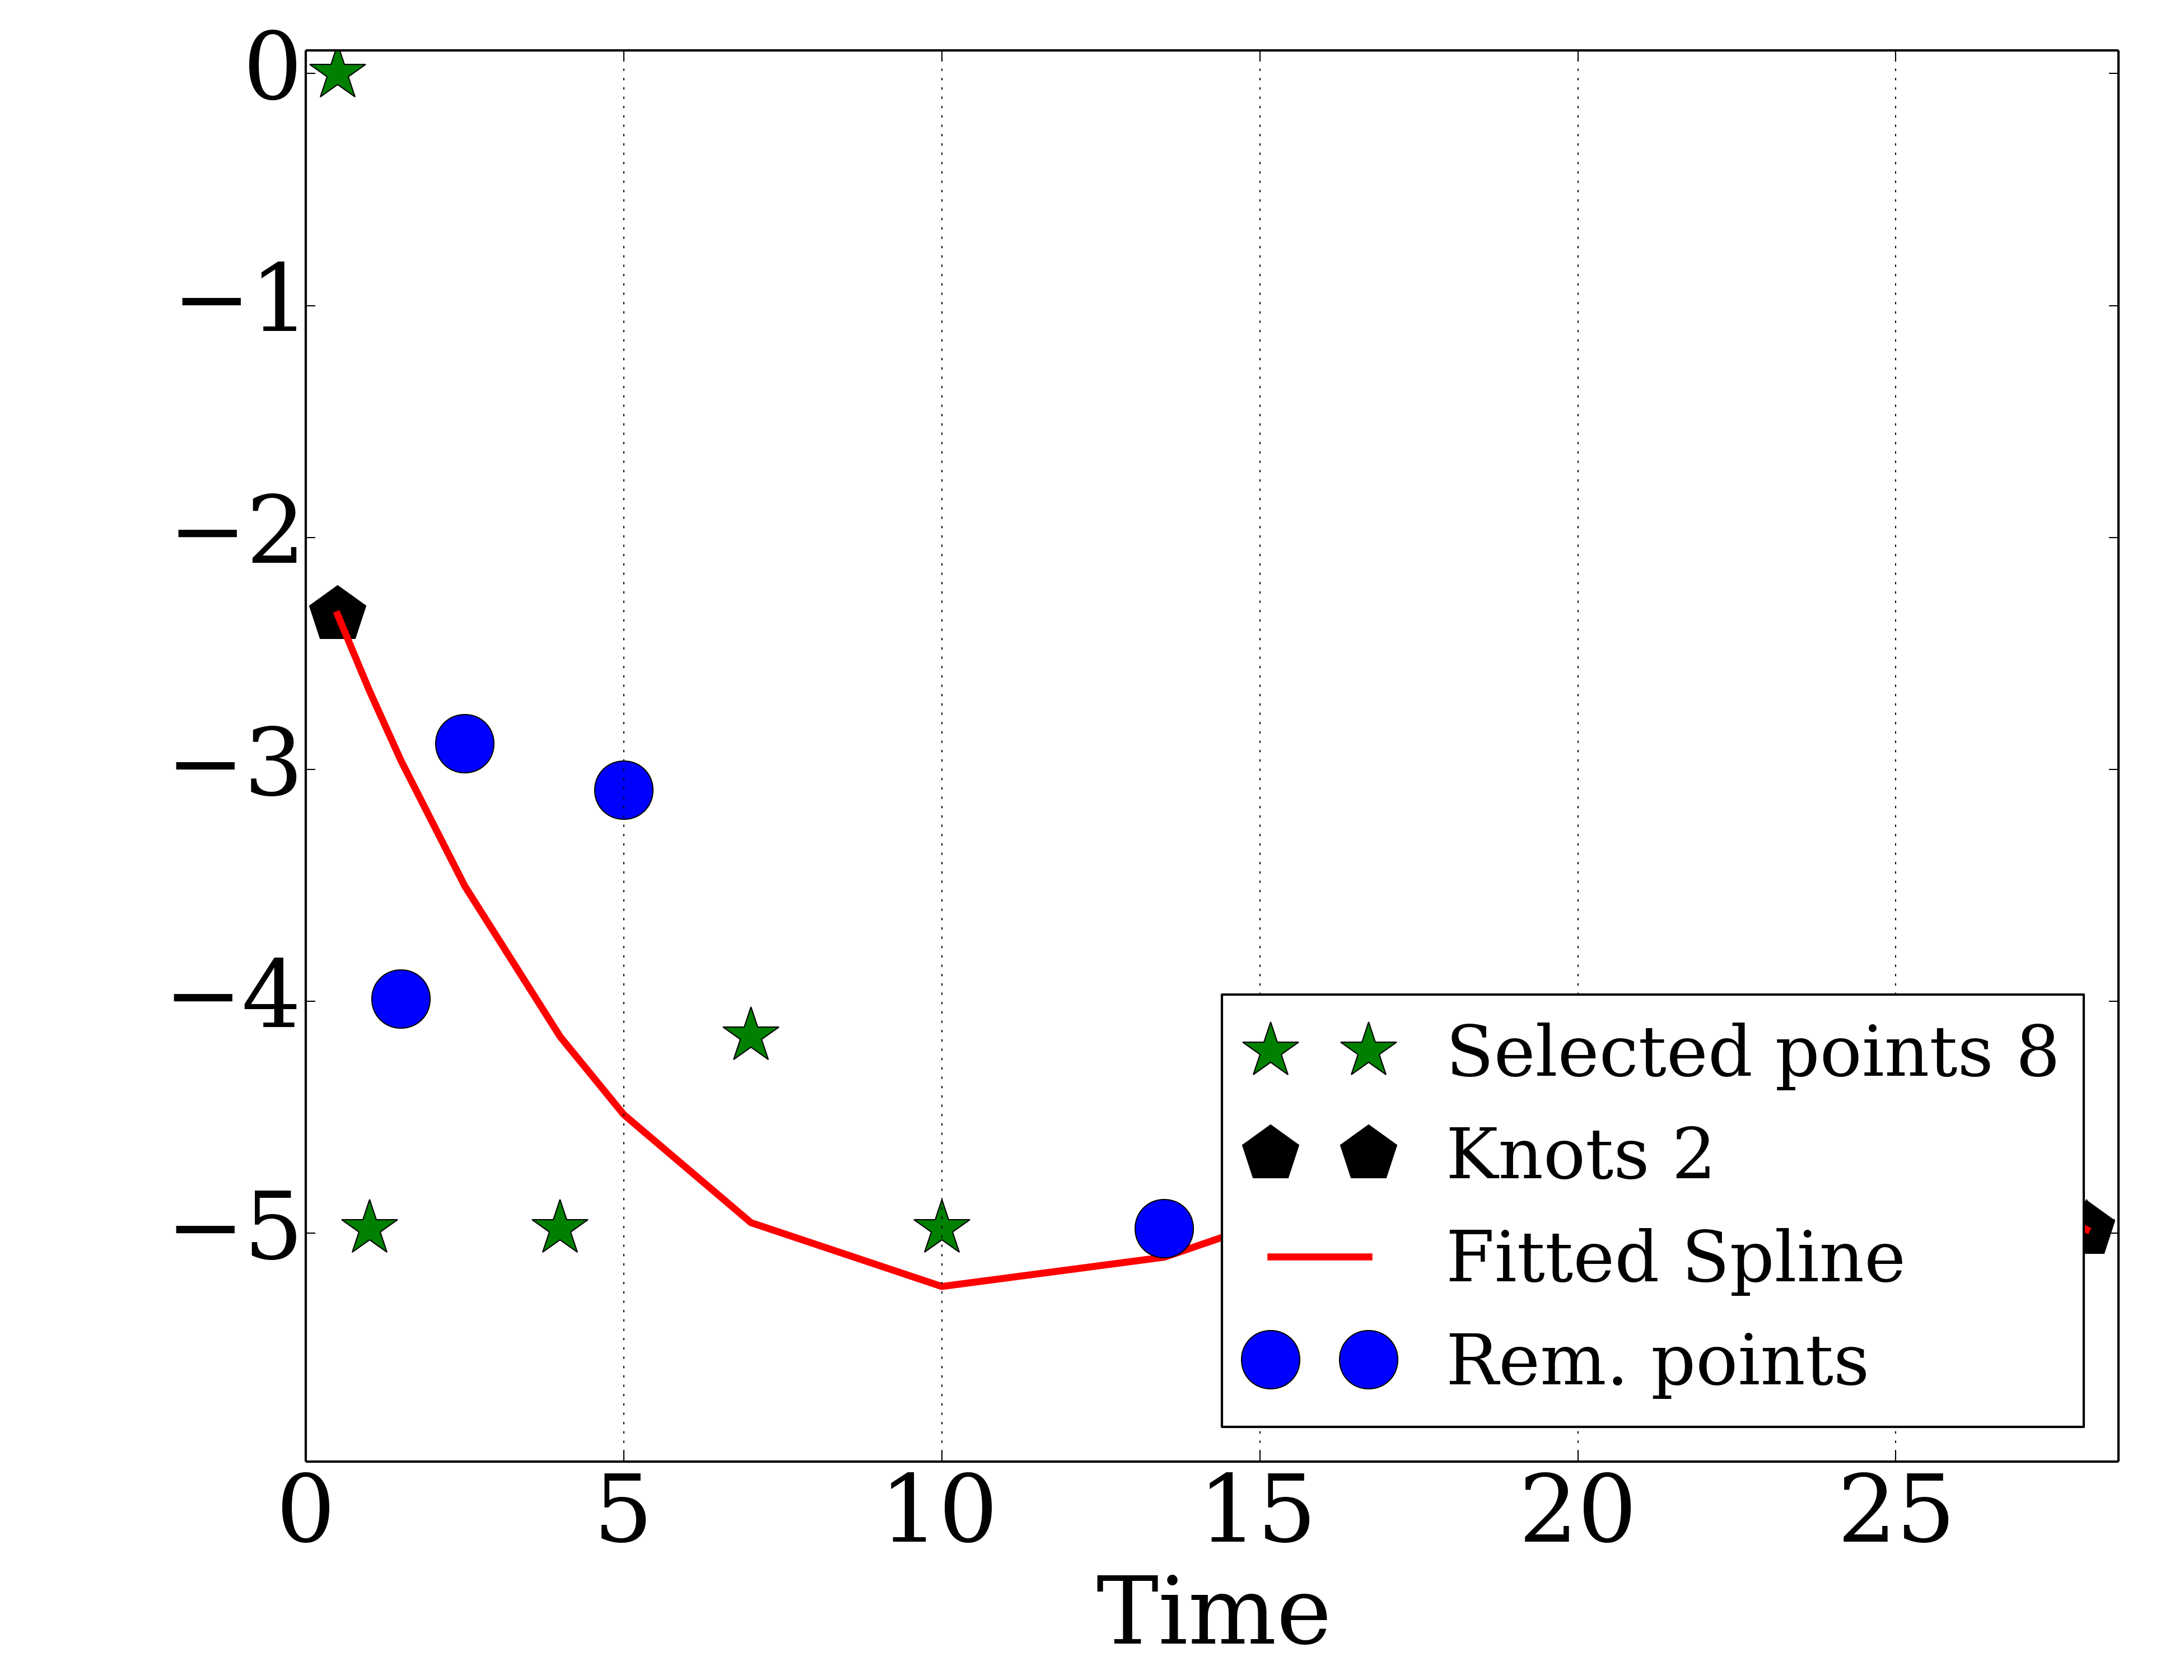 0
−1
−2
−3
−4
−5
Selected points 8
Knots 2
Fitted Spline
Rem. points
0 5 10 15 20 25
Time